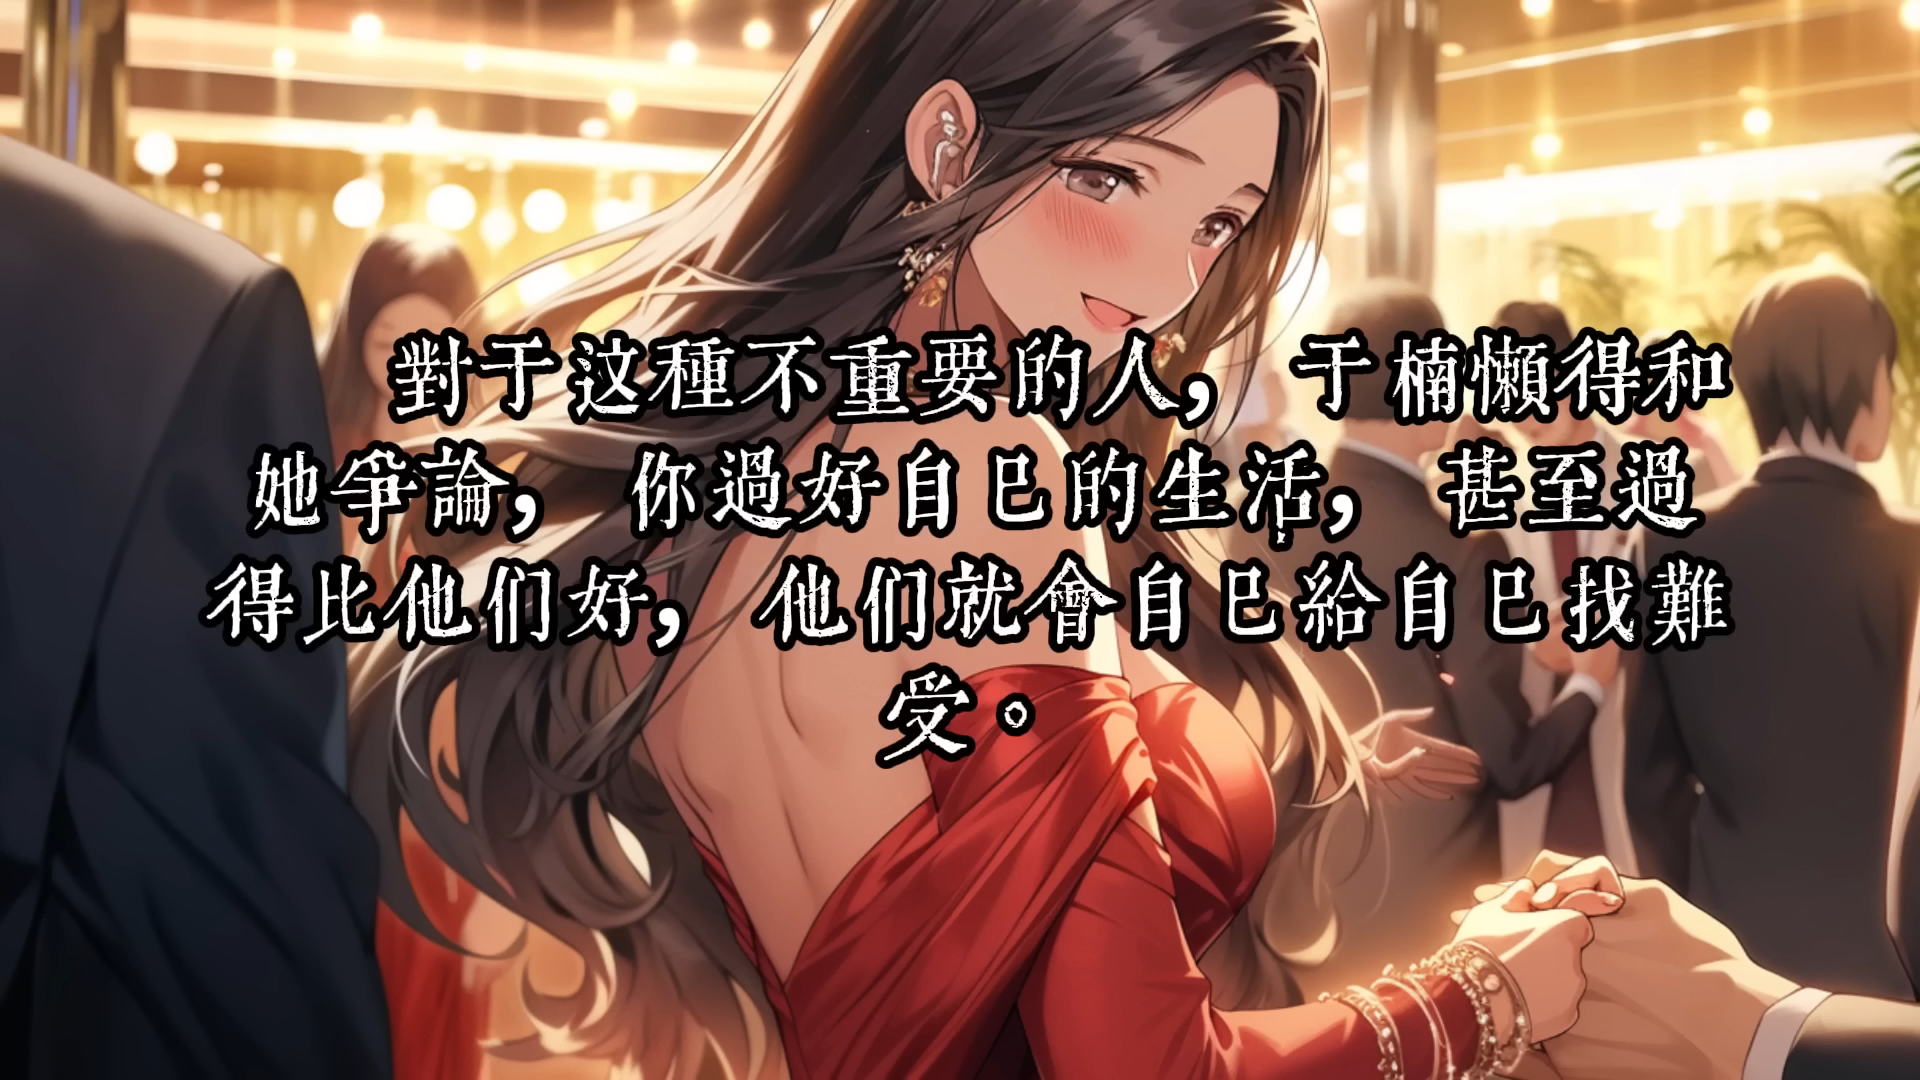 對于这種不重要的人，于楠懶得和
她爭論，你過好自已的生活，甚至過
得比他们好，他们就會自已給自已找難
受。